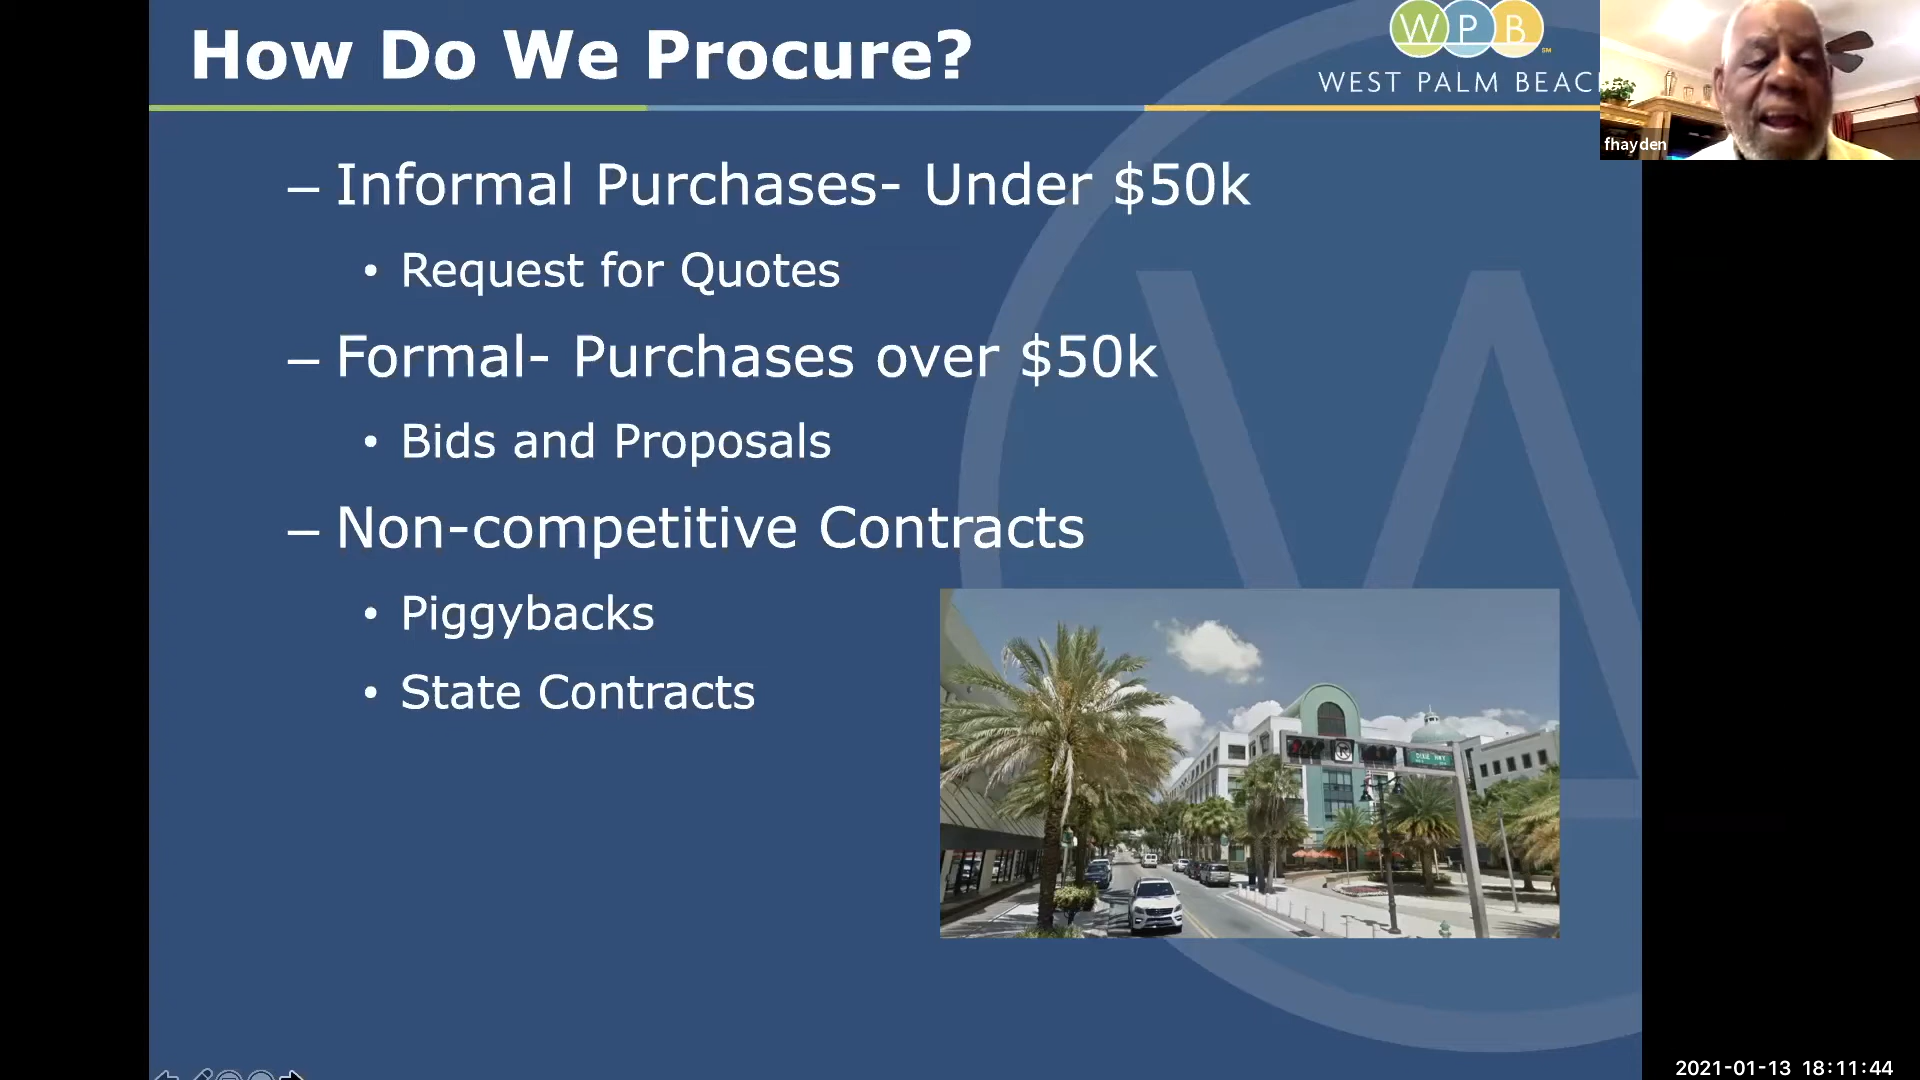 How Do We Procure?
WPB
SM
WEST PALM BEAC
fhayden
– Informal Purchases- Under $50k
• Request for Quotes
– Formal- Purchases over $50k
• Bids and Proposals
– Non-competitive Contracts
• Piggybacks
• State Contracts
2021-01-13 18:11:44